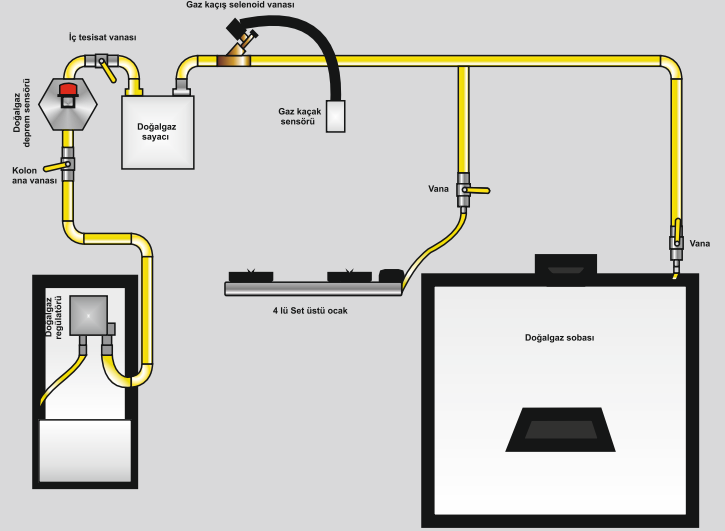 Gaz kaçış selenoid vanası
İç tesisat vanası
Doğalgaz
deprem sensörü
Doğalgaz
sayacı
Gaz kaçak
sensörü
Kolon
ana vanası
Vana
Vana
Doğalgaz
regülatörü
4 lü Set üstü ocak
Doğalgaz sobası